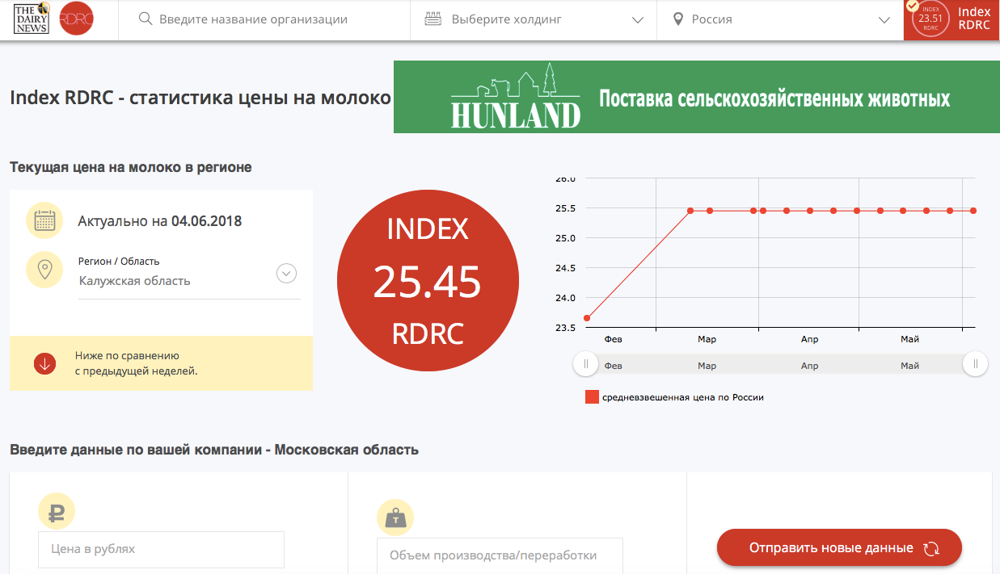 THE
DAIRY
NEWS
RDRC
Введите название организации
Выберите холдинг
Россия
INDEX
23.51
RDRC
Index
RDRC
Index RDRC - статистика цены на молоко
HUNLAND
Поставка сельскохозяйственных животных
Текущая цена на молоко в регионе
Актуально на 04.06.2018
Регион / Область
Калужская область
Ниже по сравнению
с предыдущей неделей.
INDEX
25.45
RDRC
26.0
25.5
25.0
24.5
24.0
23.5
Фев Мар Апр Май
Фев Мар Апр Май
средневзвешенная цена по России
Введите данные по вашей компании - Московская область
Цена в рублях
T
Объем производства/переработки
Отправить новые данные